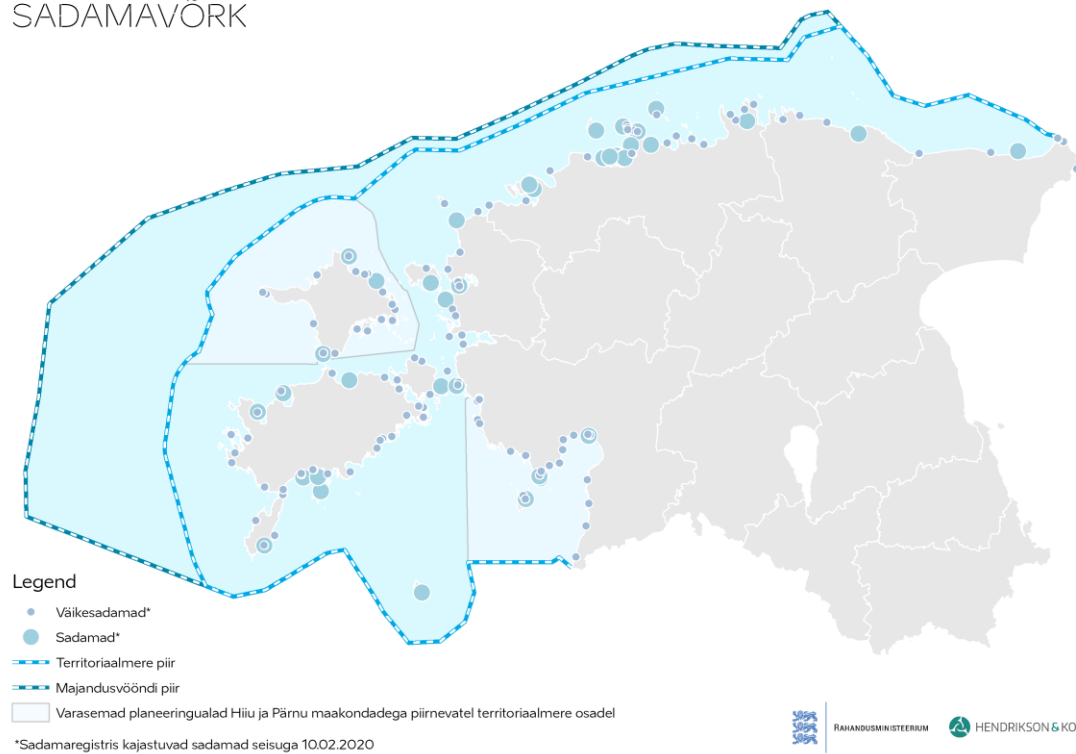 SADAMAVÕRK
Legend
Väikesadamad*
Sadamad*
Territoriaalmere piir
Majandusvööndi piir
Varasemad planeeringualad Hiiu ja Pärnu maakondadega piirnevatel territoriaalmere osadel
*Sadamaregistris kajastuvad sadamad seisuga 10.02.2020
RAHANDUSMINISTEERIUM
HENDRIKSON & KO